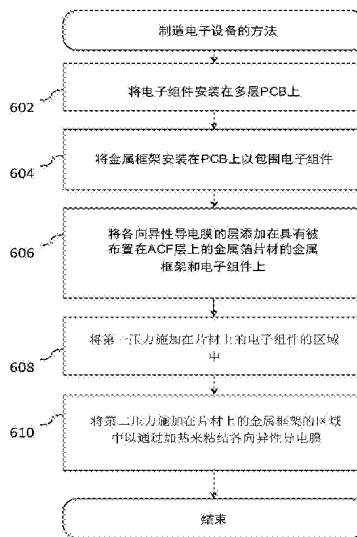 制造电子设备的方法
602
将电子组件安装在多层PCB上
604
将金属框架安装在PCB上以包围电子组件
606
将各向异性导电膜的层添加在具有被
布置在ACF层上的金属箔片材的金属
框架和电子组件上
608
将第一压力施加在片材上的电子组件的区域
中
610
将第二压力施加在片材上的金属框架的区域
中以通过加热来粘结各向异性导电膜
结束